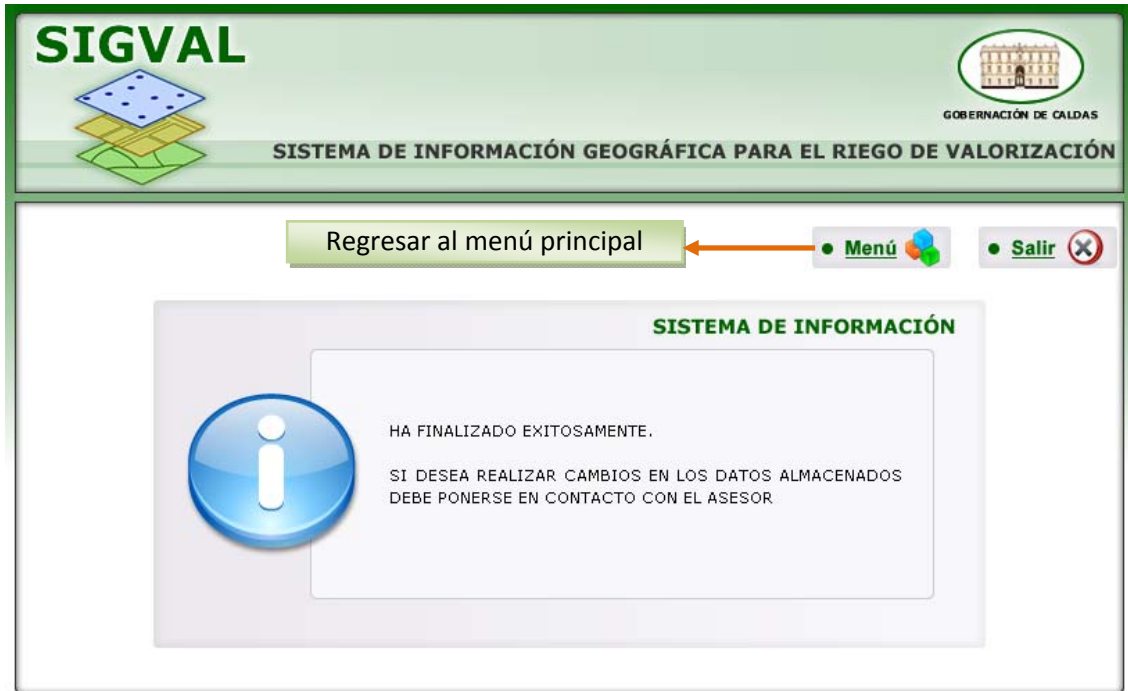 SIGVAL
GOBERNACIÓN DE CALDAS
SISTEMA DE INFORMACIÓN GEOGRÁFICA PARA EL RIEGO DE VALORIZACIÓN
Regresar al menú principal
• Menú
• Salir
SISTEMA DE INFORMACIÓN
HA FINALIZADO EXITOSAMENTE.
SI DESEA REALIZAR CAMBIOS EN LOS DATOS ALMACENADOS
DEBE PONERSE EN CONTACTO CON EL ASESOR